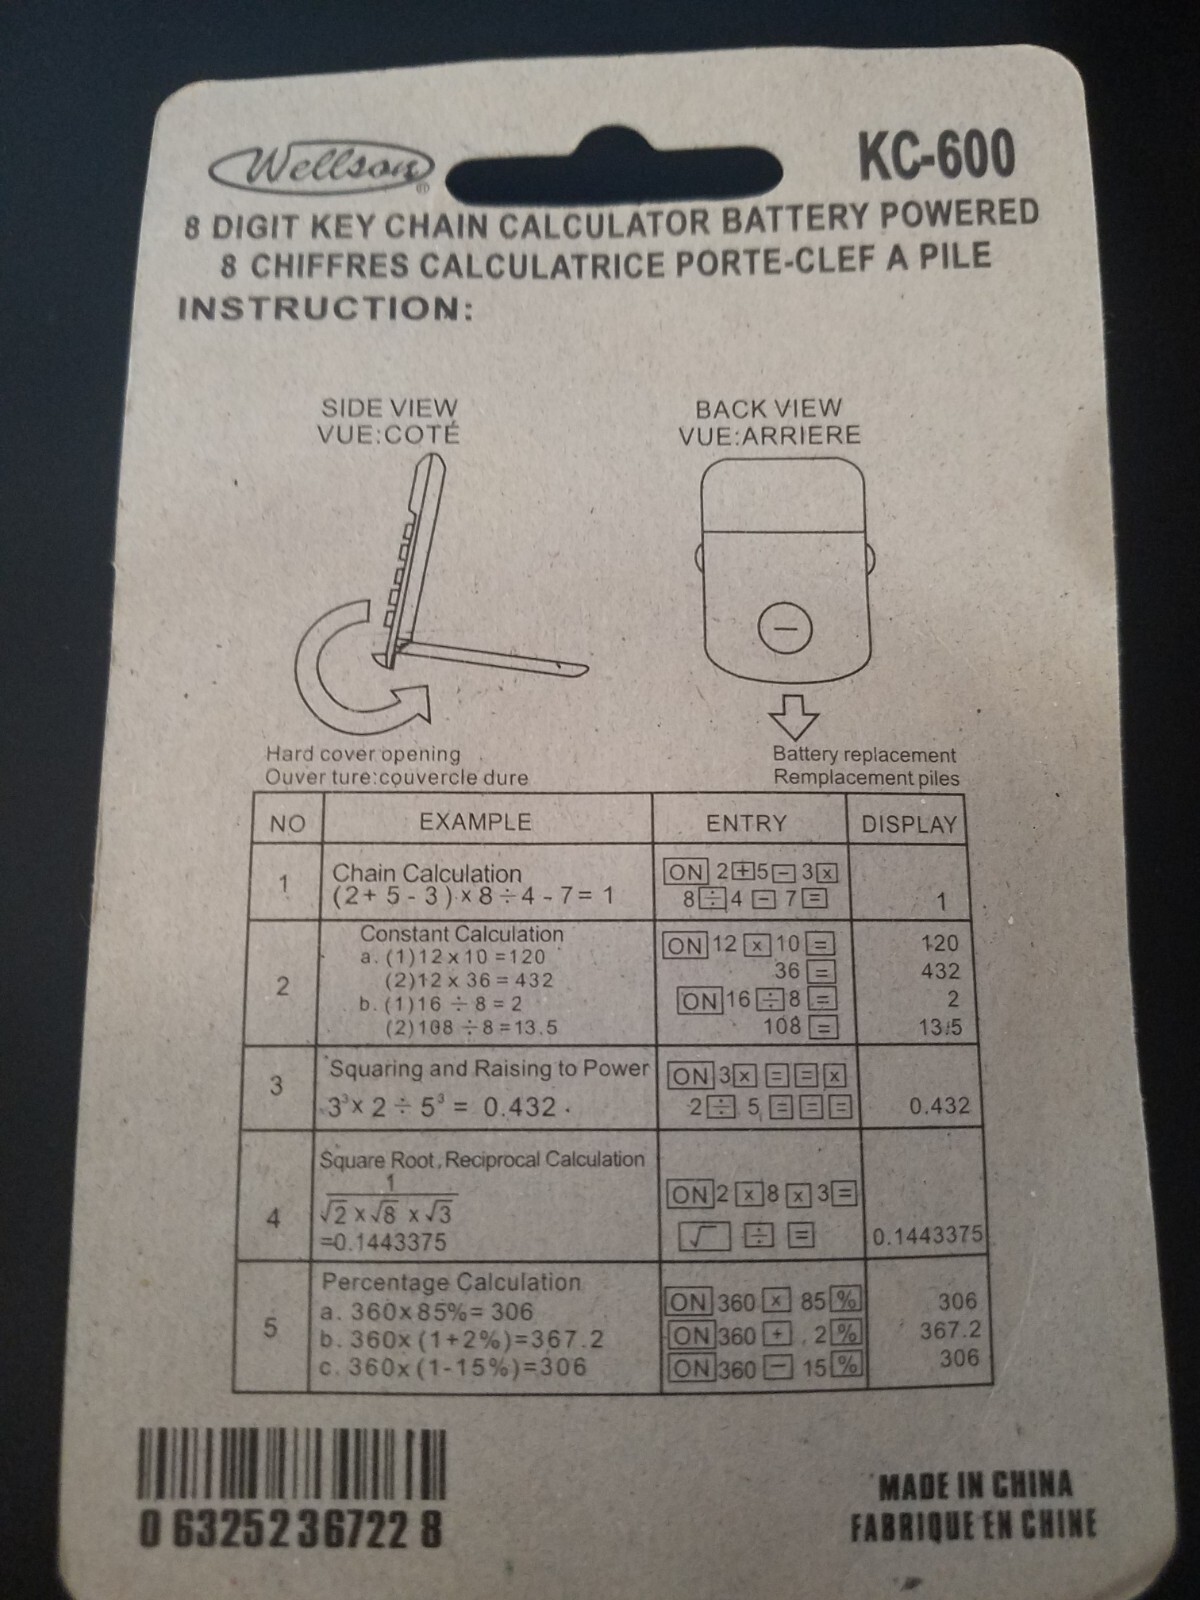 Wellson®
KC-600
8 DIGIT KEY CHAIN CALCULATOR BATTERY POWERED
8 CHIFFRES CALCULATRICE PORTE-CLEF A PILE
INSTRUCTION:
SIDE VIEW
VUE:COTÉ
BACK VIEW
VUE:ARRIERE
Hard cover opening
Ouver ture:couvercle dure
Battery replacement
Remplacement piles
NO EXAMPLE ENTRY DISPLAY
1
Chain Calculation
(2+ 5 - 3) x 8 ÷ 4 - 7 = 1
ON 2 + 5 - 3 x
8 ÷ 4 - 7 =
1
2
Constant Calculation
a. (1)12 x 10 =120
(2)12 x 36 = 432
b. (1)16 ÷ 8 = 2
(2)108 ÷ 8 =13.5
ON 12 x 10 =
36 =
ON 16 ÷ 8 =
108 =
120
432
2
13.5
3
Squaring and Raising to Power
3³x 2 ÷ 5³ = 0.432
ON 3 x = = x
2 ÷ 5 = = =
0.432
4
Square Root, Reciprocal Calculation
1
√2 x √8 x √3
=0.1443375
ON 2 x 8 x 3 =
√ ÷ =
0.1443375
5
Percentage Calculation
a. 360x85%= 306
b. 360x (1+2%)=367.2
c. 360x (1-15%)=306
ON 360 x 85 %
ON 360 + 2 %
ON 360 - 15 %
306
367.2
306
0 63252 36722 8
MADE IN CHINA
FABRIQUE EN CHINE